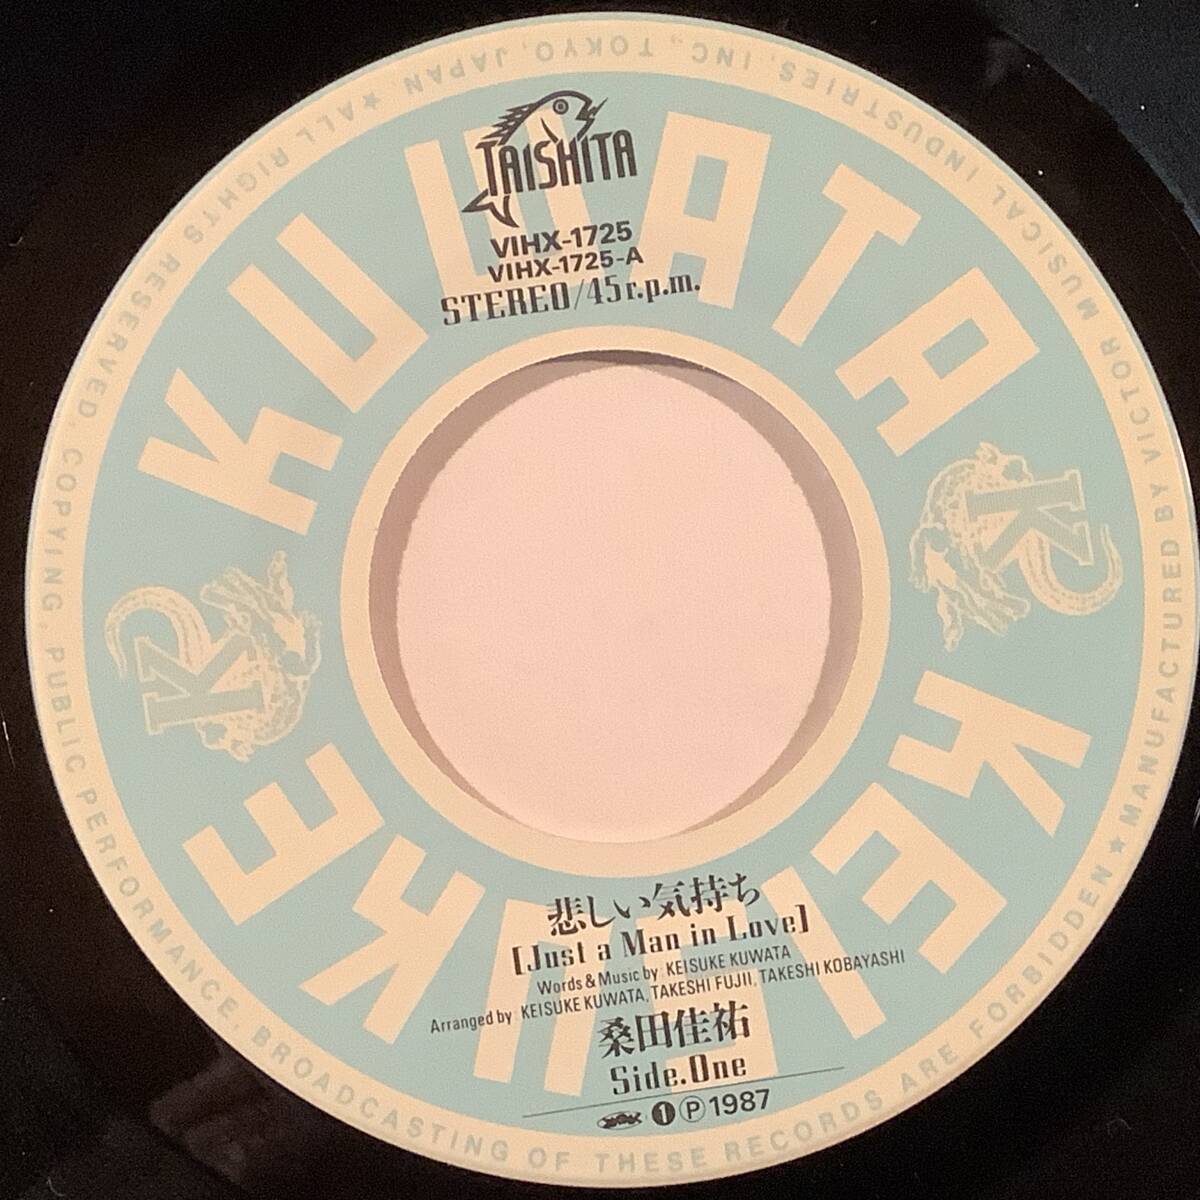 TAISHITA
VIHX-1725
VIHX-1725-A
STEREO/45r.p.m.
KUWATA
KEISUKE
K
K
悲しい気持ち
[Just a Man in Love]
Words & Music by KEISUKE KUWATA
Arranged by KEISUKE KUWATA, TAKESHI FUJII, TAKESHI KOBAYASHI
桑田佳祐
Side.One
1 Ⓟ 1987
★ MANUFACTURED BY VICTOR MUSICAL INDUSTRIES, INC., TOKYO, JAPAN. ★ ALL RIGHTS RESERVED, COPYING, PUBLIC PERFORMANCE, BROADCASTING OF THESE RECORDS ARE FORBIDDEN